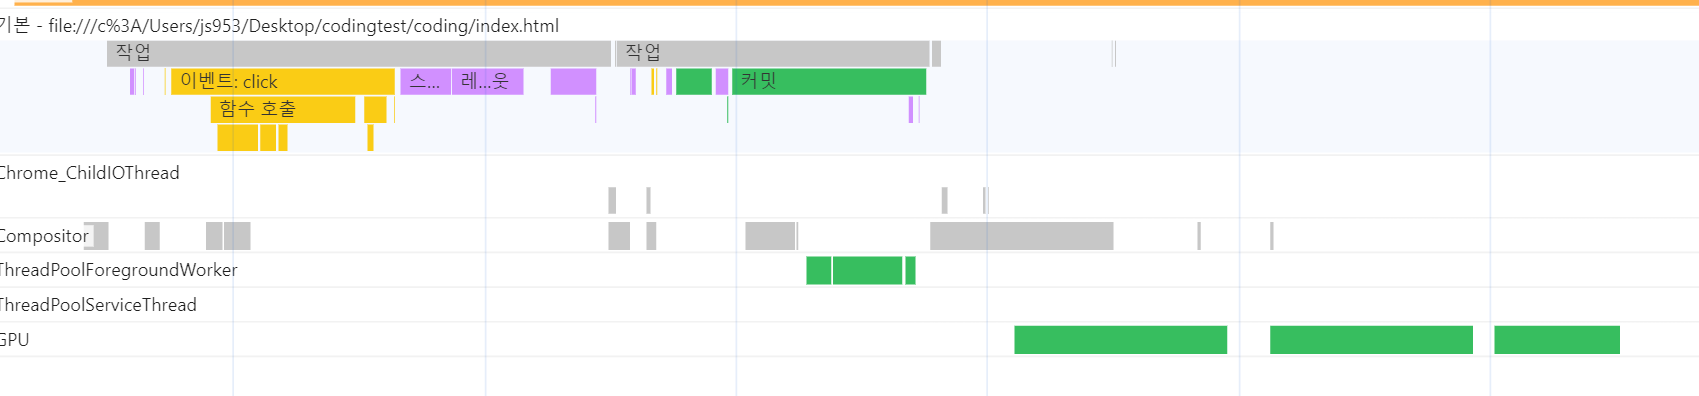 기본 - file:///c%3A/Users/js953/Desktop/codingtest/coding/index.html
작업 작업
이벤트: click 스... 레...웃 커밋
함수 호출
Chrome_ChildIOThread
Compositor
ThreadPoolForegroundWorker
ThreadPoolServiceThread
GPU